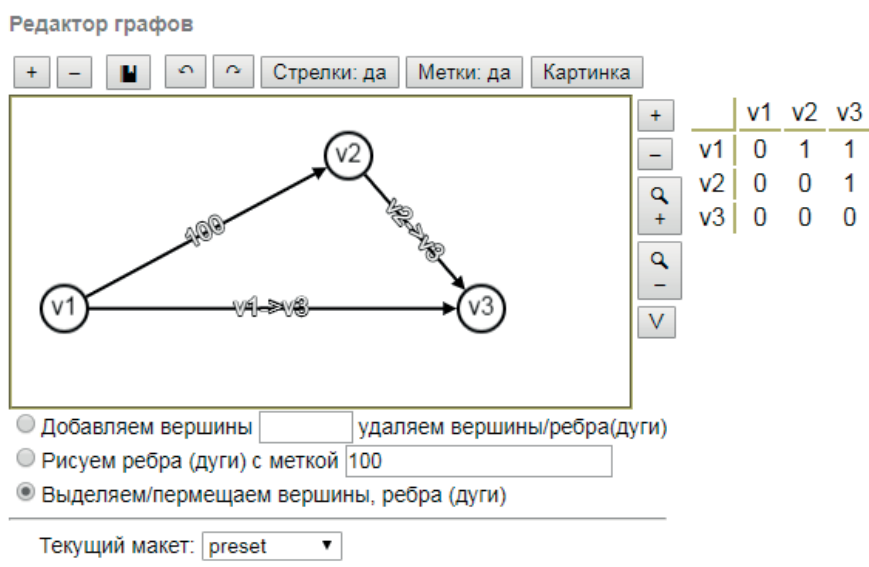 Редактор графов
+ – Стрелки: да Метки: да Картинка
v2
100
v2->v3
v1
v1->v3
v3
+
–
+
–
V
v1 v2 v3
v1 0 1 1
v2 0 0 1
v3 0 0 0
Добавляем вершины удаляем вершины/ребра(дуги)
Рисуем ребра (дуги) с меткой 100
Выделяем/пермещаем вершины, ребра (дуги)
Текущий макет: preset